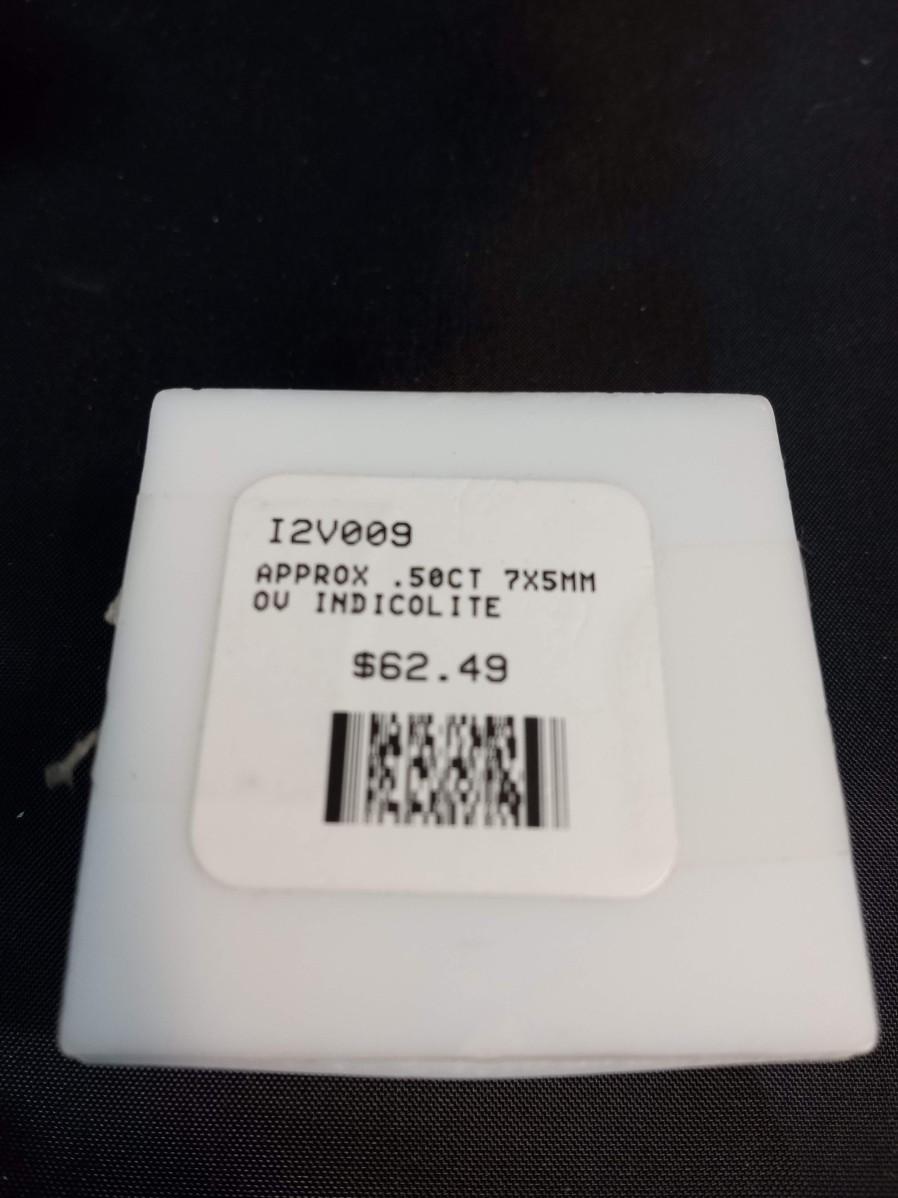 I2V009
APPROX .50CT 7X5MM
OV INDICOLITE
$62.49